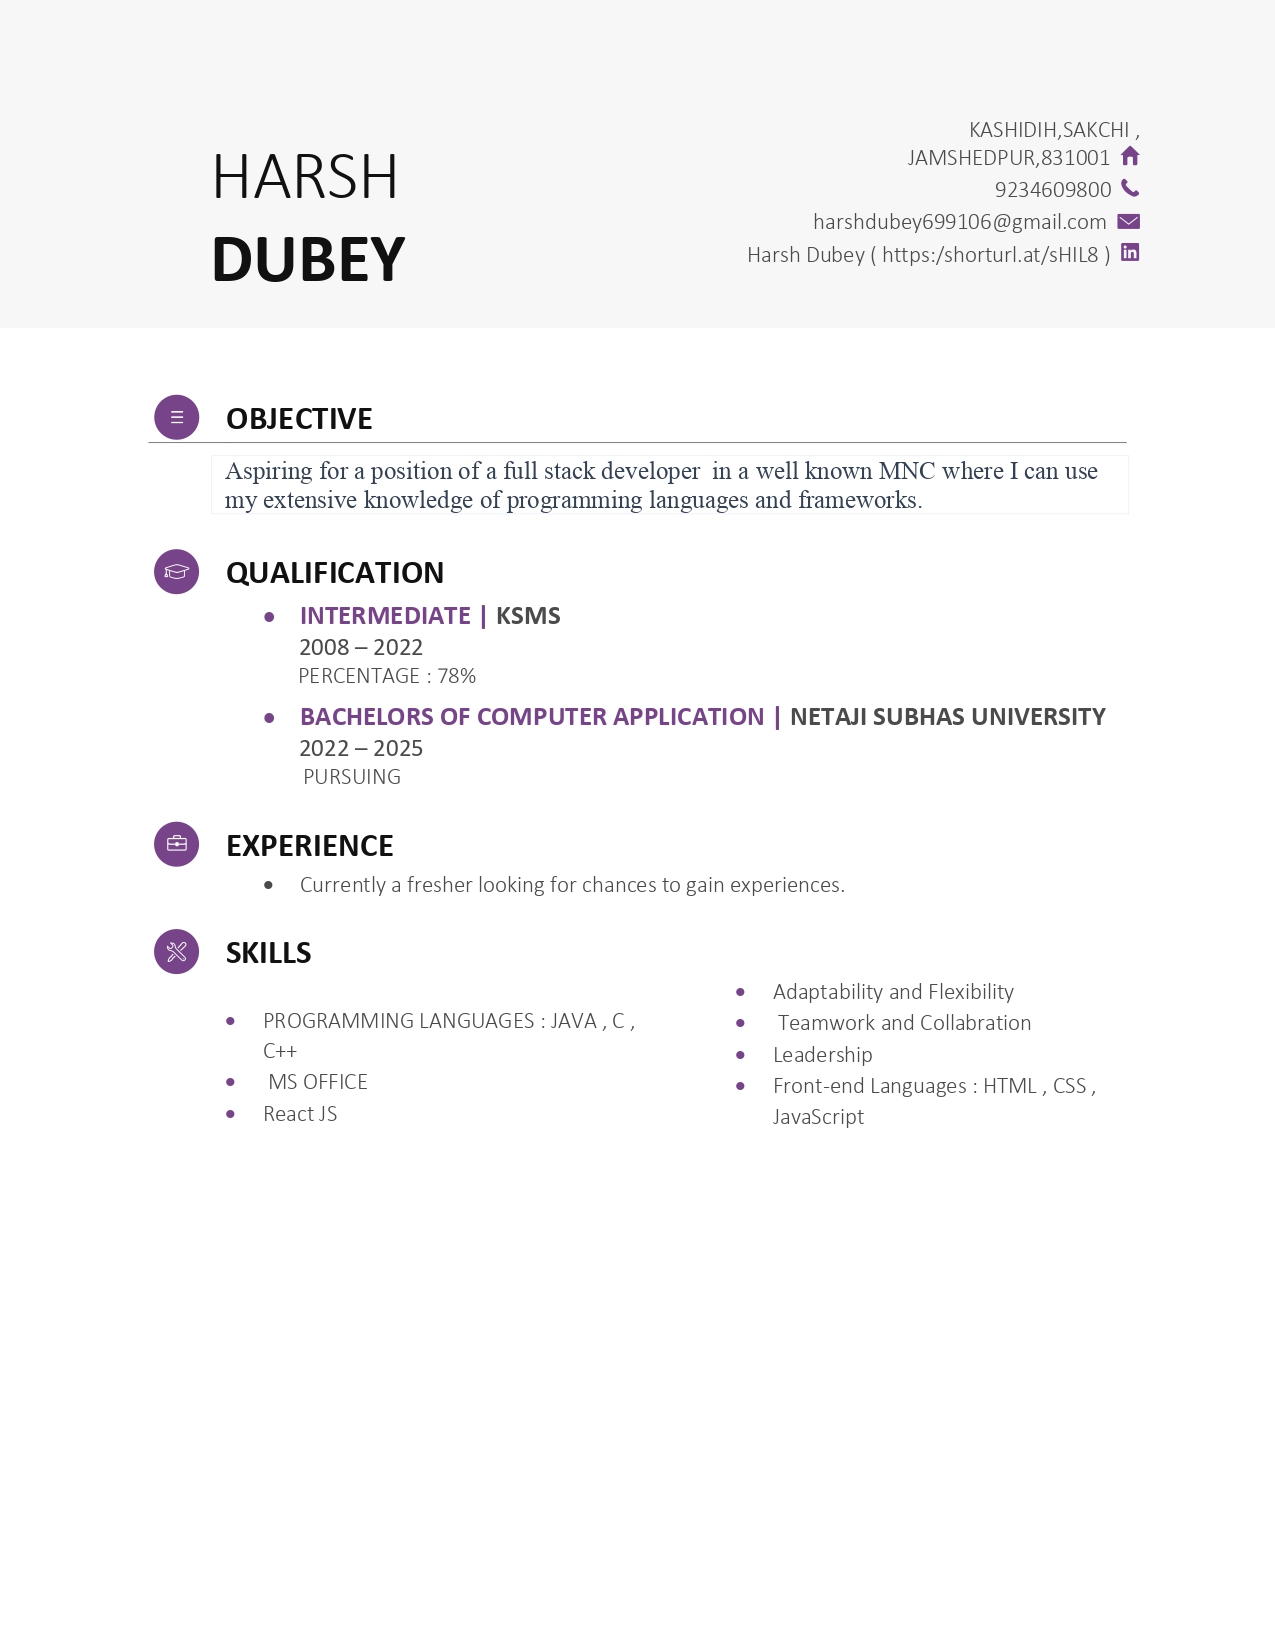 HARSH
DUBEY
KASHIDIH,SAKCHI ,
JAMSHEDPUR,831001
9234609800
harshdubey699106@gmail.com
Harsh Dubey ( https:/shorturl.at/sHIL8 )
OBJECTIVE
Aspiring for a position of a full stack developer  in a well known MNC where I can use
my extensive knowledge of programming languages and frameworks.
QUALIFICATION
• INTERMEDIATE | KSMS
2008 – 2022
PERCENTAGE : 78%
• BACHELORS OF COMPUTER APPLICATION | NETAJI SUBHAS UNIVERSITY
2022 – 2025
PURSUING
EXPERIENCE
• Currently a fresher looking for chances to gain experiences.
SKILLS
• PROGRAMMING LANGUAGES : JAVA , C ,
C++
• MS OFFICE
• React JS
• Adaptability and Flexibility
• Teamwork and Collabration
• Leadership
• Front-end Languages : HTML , CSS ,
JavaScript